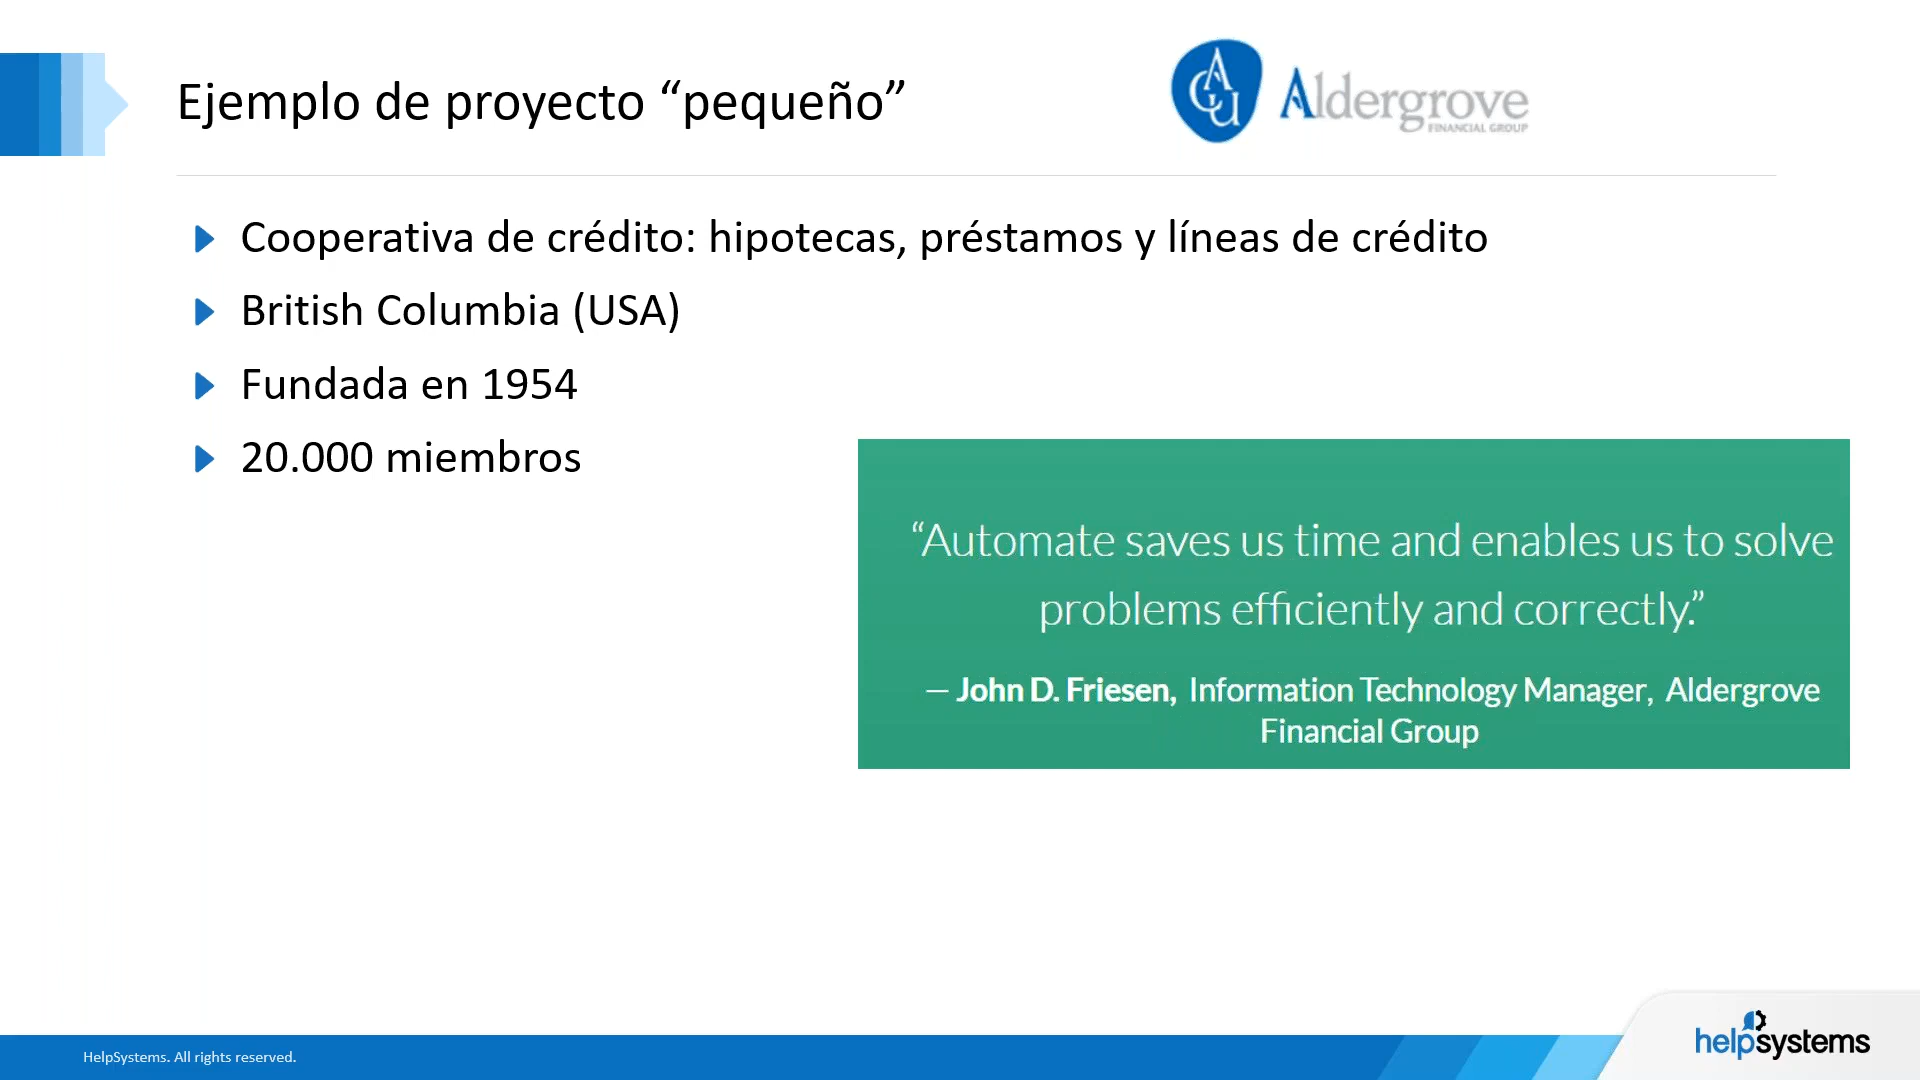 Ejemplo de proyecto “pequeño”
ACU
Aldergrove
FINANCIAL GROUP
Cooperativa de crédito: hipotecas, préstamos y líneas de crédito
British Columbia (USA)
Fundada en 1954
20.000 miembros
“Automate saves us time and enables us to solve
problems efficiently and correctly.”
— John D. Friesen, Information Technology Manager, Aldergrove
Financial Group
HelpSystems. All rights reserved.
helpsystems